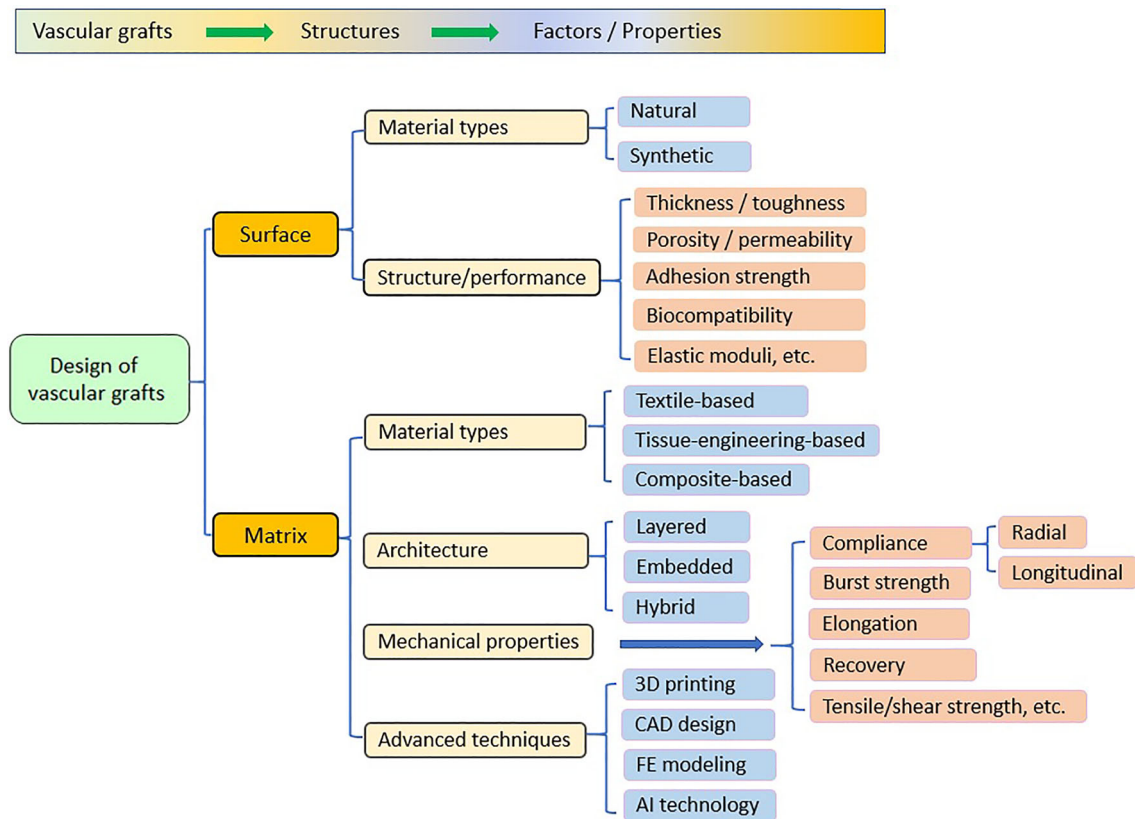 Vascular grafts
Structures
Factors / Properties
Design of
vascular grafts
Surface
Material types
Natural
Synthetic
Structure/performance
Thickness / toughness
Porosity / permeability
Adhesion strength
Biocompatibility
Elastic moduli, etc.
Matrix
Material types
Textile-based
Tissue-engineering-based
Composite-based
Architecture
Layered
Embedded
Hybrid
Mechanical properties
Compliance
Radial
Longitudinal
Burst strength
Elongation
Recovery
Tensile/shear strength, etc.
Advanced techniques
3D printing
CAD design
FE modeling
AI technology